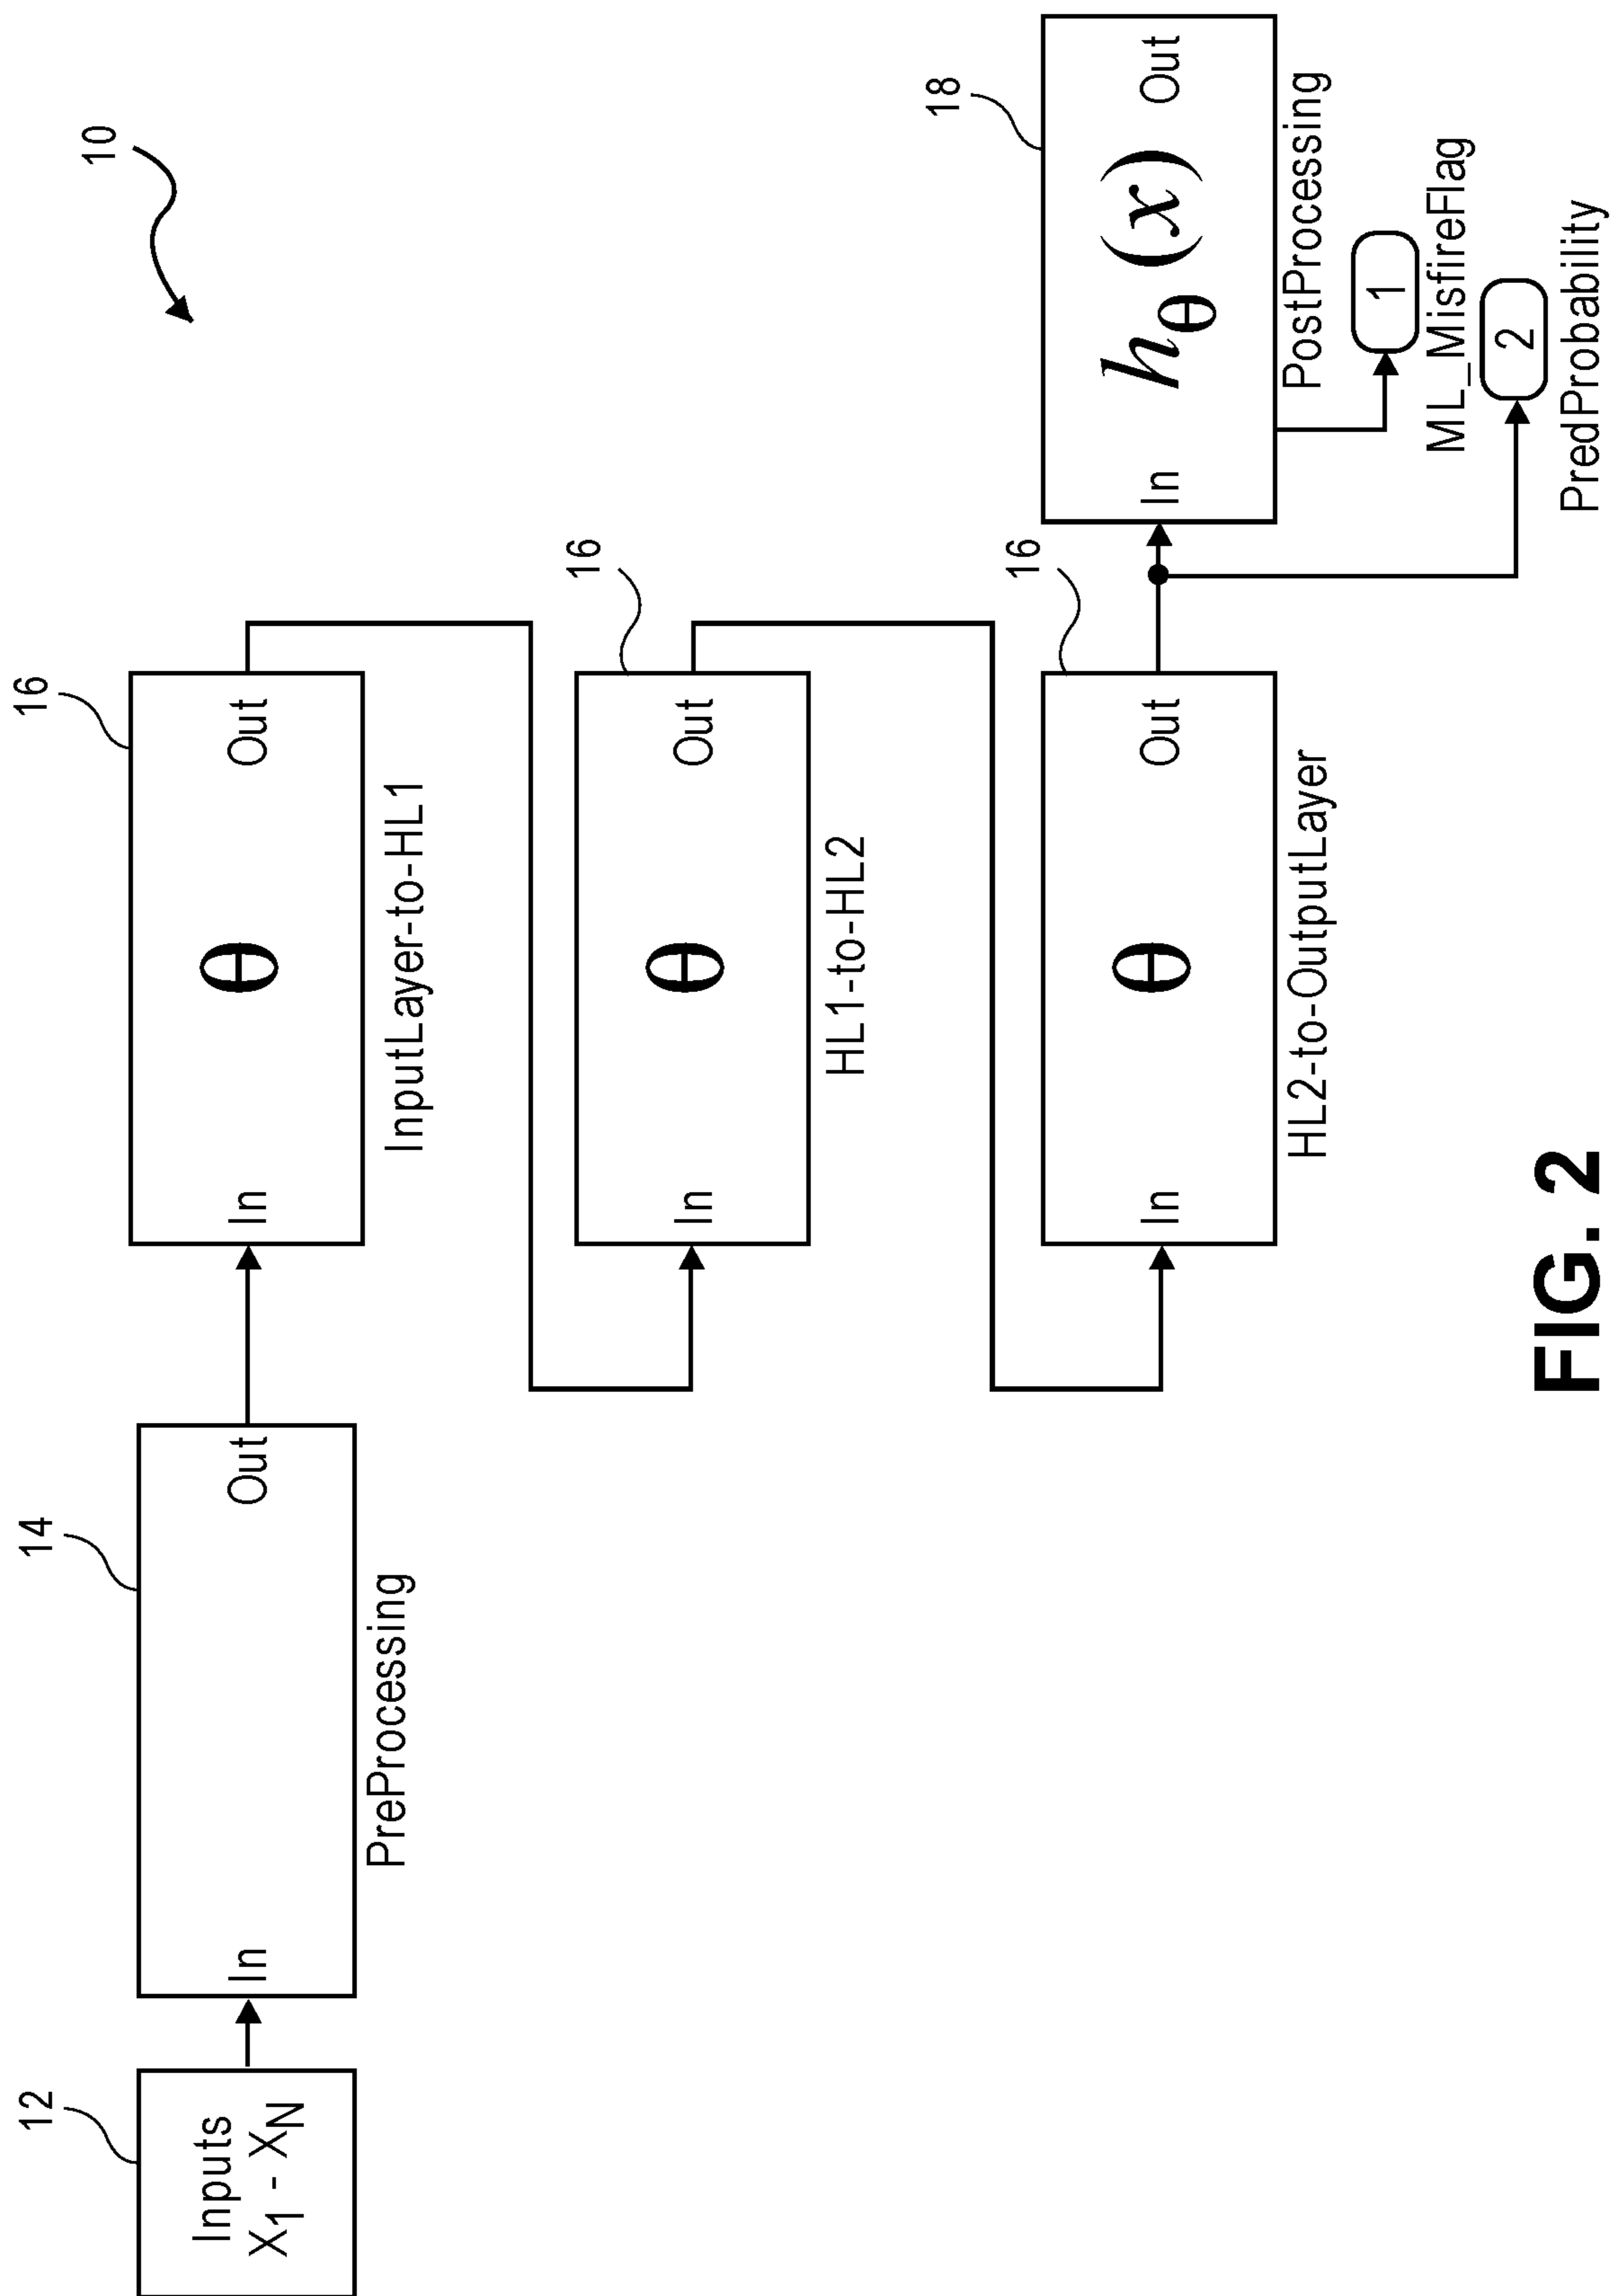 10
12
Inputs
X1 - XN
14
In
Out
PreProcessing
16
In
θ
Out
InputLayer-to-HL1
16
In
θ
Out
HL1-to-HL2
16
In
θ
Out
HL2-to-OutputLayer
18
In
hθ(x)
Out
PostProcessing
1
ML_MisfireFlag
2
PredProbability
FIG. 2